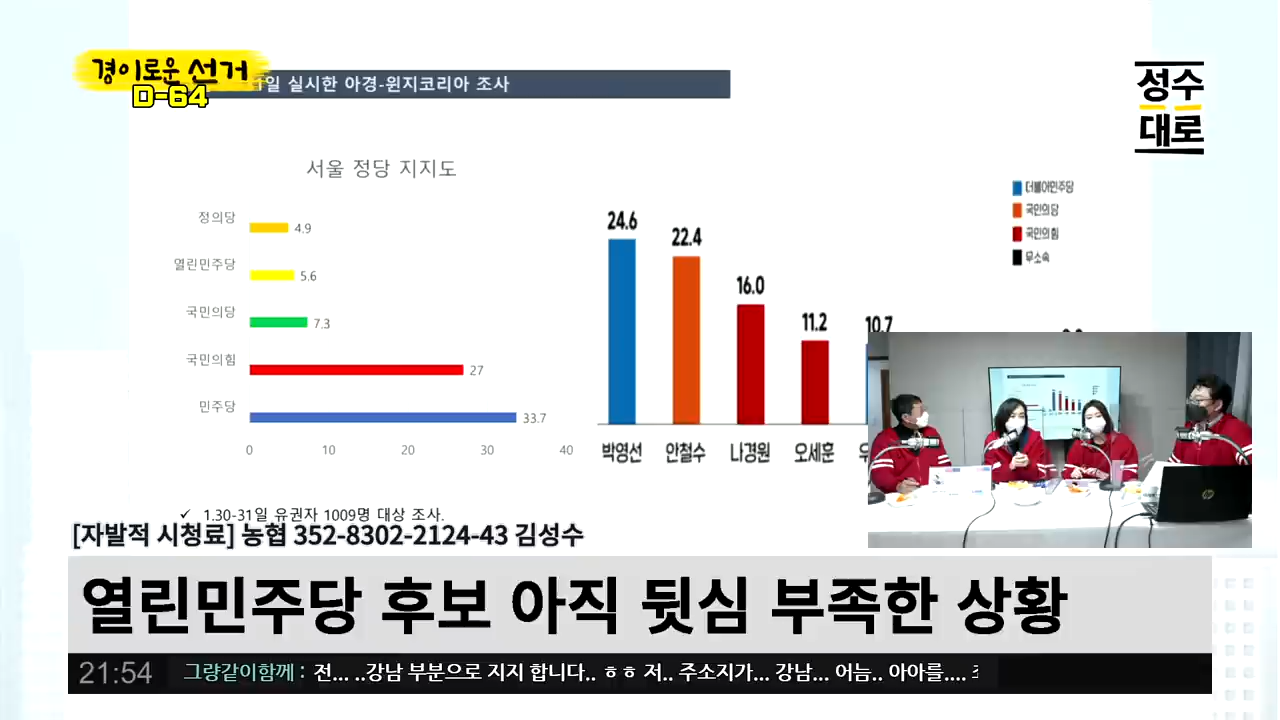 경이로운 선거
D-64
1일 실시한 아경-윈지코리아 조사
성수
대로
서울 정당 지지도
정의당 4.9
열린민주당 5.6
국민의당 7.3
국민의힘 27
민주당 33.7
0 10 20 30 40
더불어민주당
국민의당
국민의힘
무소속
24.6
22.4
16.0
11.2
10.7
박영선 안철수 나경원 오세훈
✓ 1.30-31일 유권자 1009명 대상 조사.
[자발적 시청료] 농협 352-8302-2124-43 김성수
열린민주당 후보 아직 뒷심 부족한 상황
21:54 그량같이함께 : 전... ..강남 부분으로 지지 합니다.. ㅎㅎ 저.. 주소지가... 강남... 어늠.. 아아를....